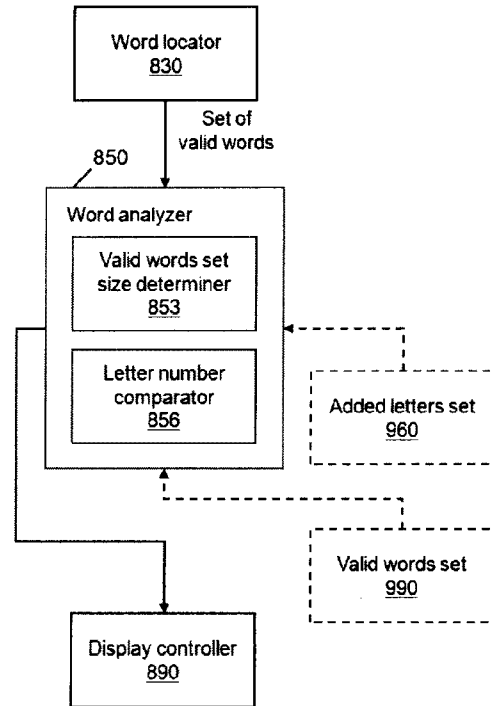 Word locator
830
Set of
valid words
850
Word analyzer
Valid words set
size determiner
853
Letter number
comparator
856
Added letters set
960
Valid words set
990
Display controller
890